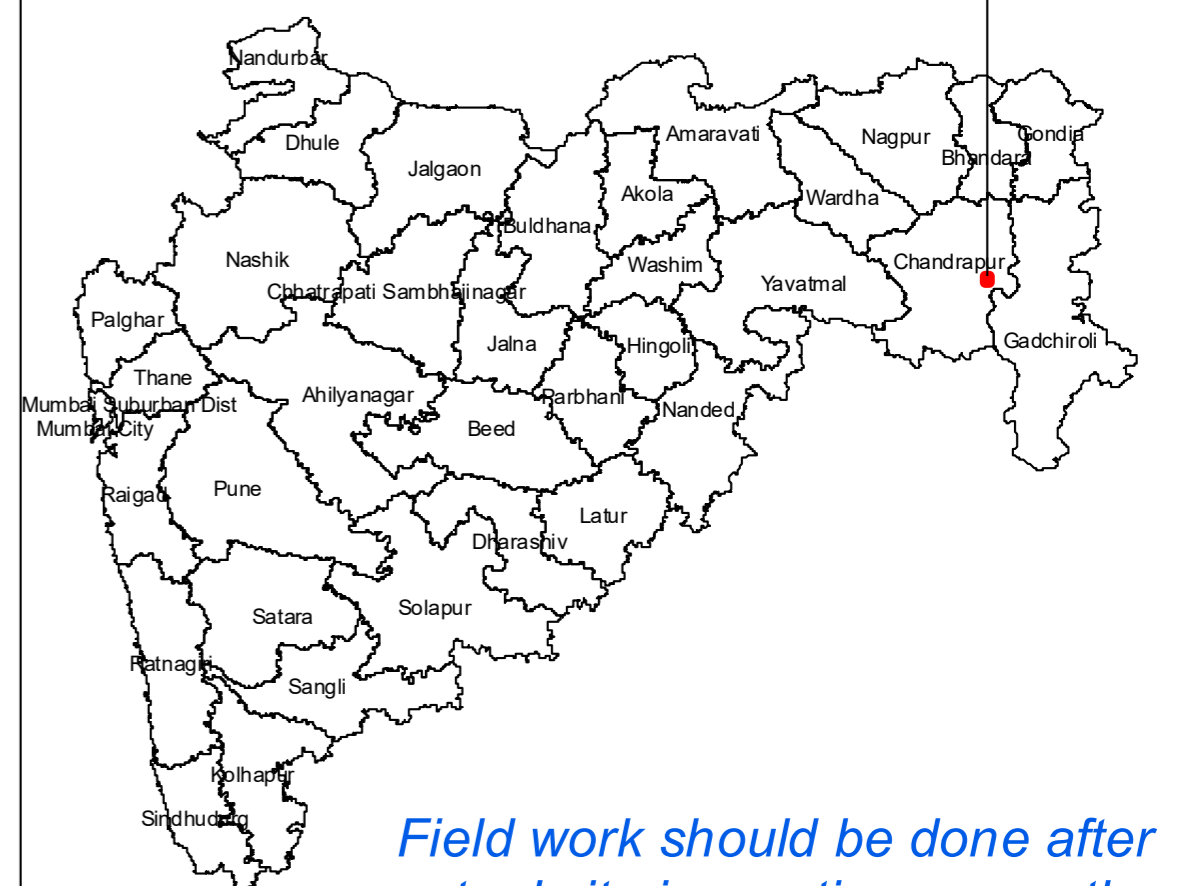 Nandurbar
Dhule
Jalgaon
Amaravati
Nagpur
Gondia
Bhandara
Akola
Wardha
Buldhana
Nashik
Washim
Chandrapur
Chhatrapati Sambhajinagar
Yavatmal
Palghar
Jalna
Hingoli
Gadchiroli
Thane
Ahilyanagar
Parbhani
Mumbai Suburban Dist
Nanded
Mumbai City
Beed
Raigad
Pune
Latur
Dharashiv
Satara
Solapur
Ratnagiri
Sangli
Kolhapur
Sindhudurg
Field work should be done after